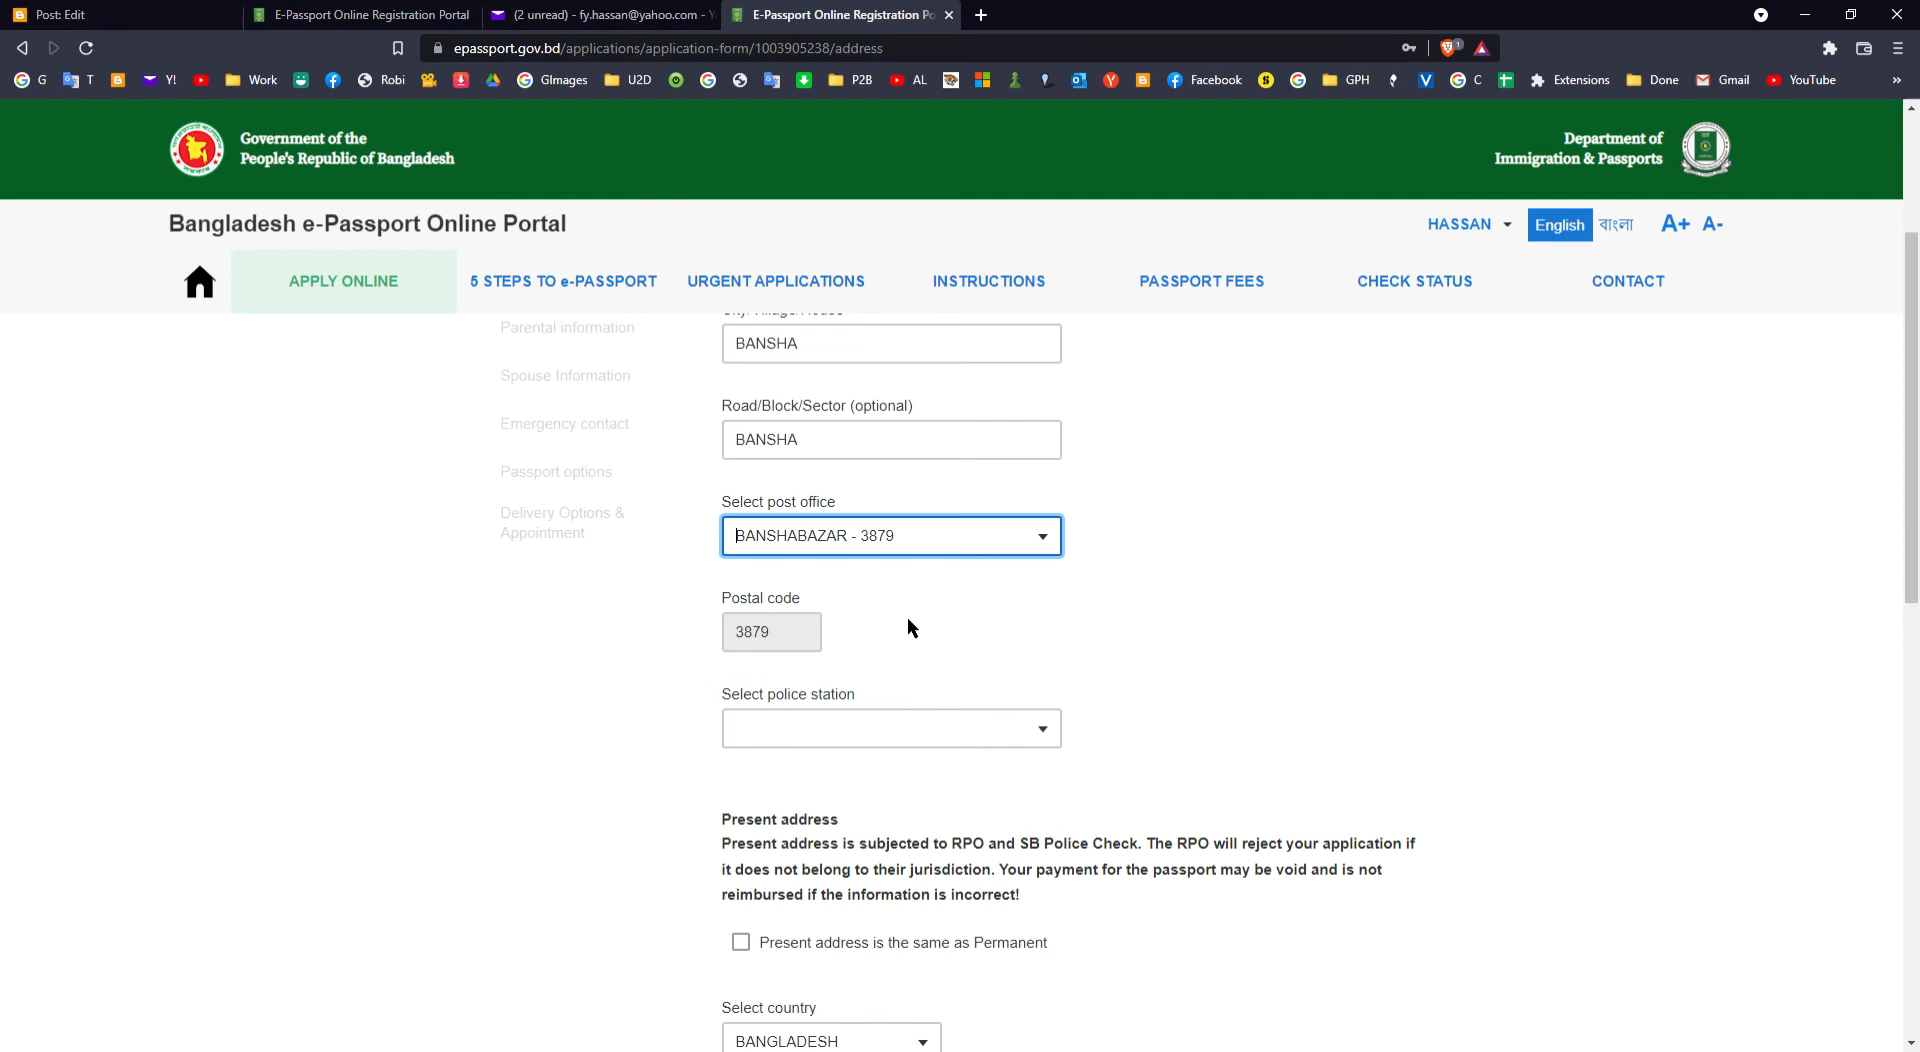 Post: Edit
E-Passport Online Registration Portal
(2 unread) - fy.hassan@yahoo.com - Y
E-Passport Online Registration Po
epassport.gov.bd/applications/application-form/1003905238/address
1
G
T
Y!
Work
Robi
GImages
U2D
P2B
AL
Facebook
GPH
C
Extensions
Done
Gmail
YouTube
Government of the
People's Republic of Bangladesh
Department of
Immigration & Passports
Bangladesh e-Passport Online Portal
HASSAN
English
বাংলা
A+ A-
APPLY ONLINE
5 STEPS TO e-PASSPORT
URGENT APPLICATIONS
INSTRUCTIONS
PASSPORT FEES
CHECK STATUS
CONTACT
Parental information
Spouse Information
Emergency contact
Passport options
Delivery Options &
Appointment
BANSHA
Road/Block/Sector (optional)
BANSHA
Select post office
BANSHABAZAR - 3879
Postal code
3879
Select police station
Present address
Present address is subjected to RPO and SB Police Check. The RPO will reject your application if
it does not belong to their jurisdiction. Your payment for the passport may be void and is not
reimbursed if the information is incorrect!
Present address is the same as Permanent
Select country
BANGLADESH